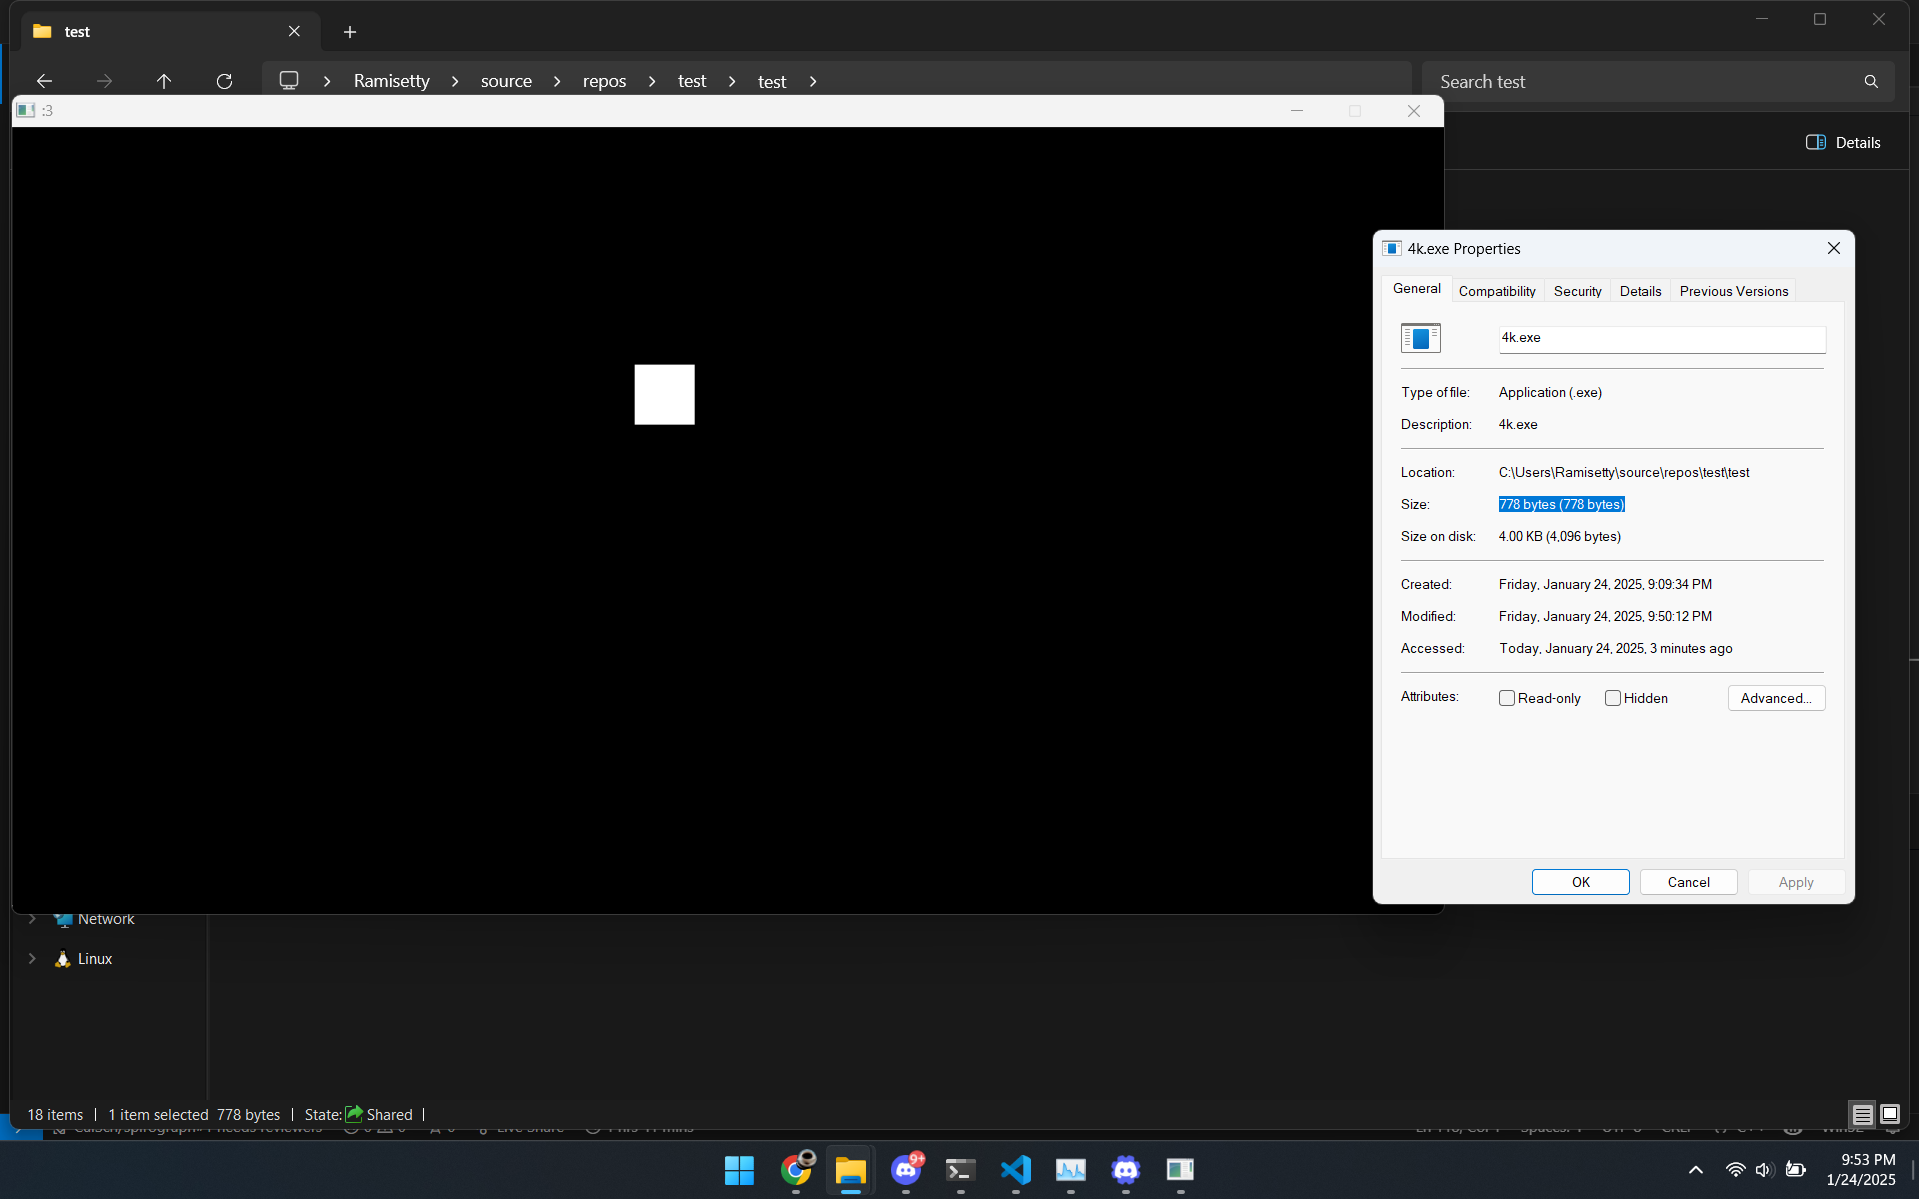 test
Ramisetty > source > repos > test > test >
Search test
:3
Details
4k.exe Properties
General Compatibility Security Details Previous Versions
4k.exe
Type of file: Application (.exe)
Description: 4k.exe
Location: C:\Users\Ramisetty\source\repos\test\test
Size: 778 bytes (778 bytes)
Size on disk: 4.00 KB (4,096 bytes)
Created: Friday, January 24, 2025, 9:09:34 PM
Modified: Friday, January 24, 2025, 9:50:12 PM
Accessed: Today, January 24, 2025, 3 minutes ago
Attributes: Read-only Hidden Advanced...
OK Cancel Apply
Network
Linux
18 items | 1 item selected 778 bytes | State: Shared |
9+
9:53 PM
1/24/2025